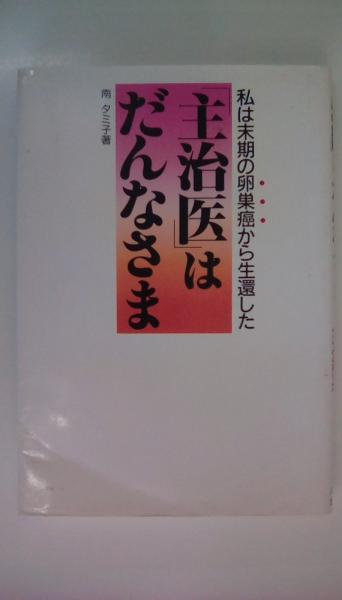 私は末期の卵巣癌から生還した
「主治医」は
だんなさま
南 タミ子著